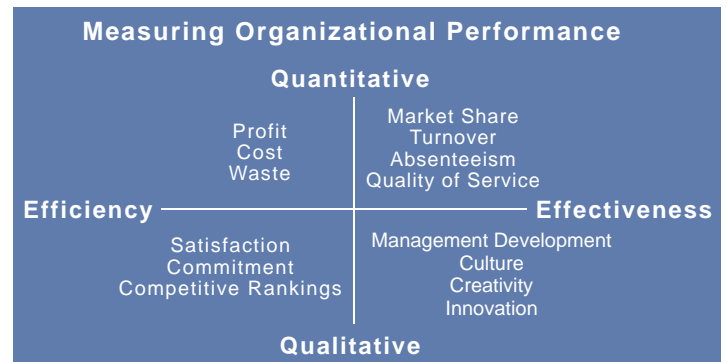 Measuring Organizational Performance
Quantitative
Profit
Cost
Waste
Market Share
Turnover
Absenteeism
Quality of Service
Efficiency
Effectiveness
Satisfaction
Commitment
Competitive Rankings
Management Development
Culture
Creativity
Innovation
Qualitative